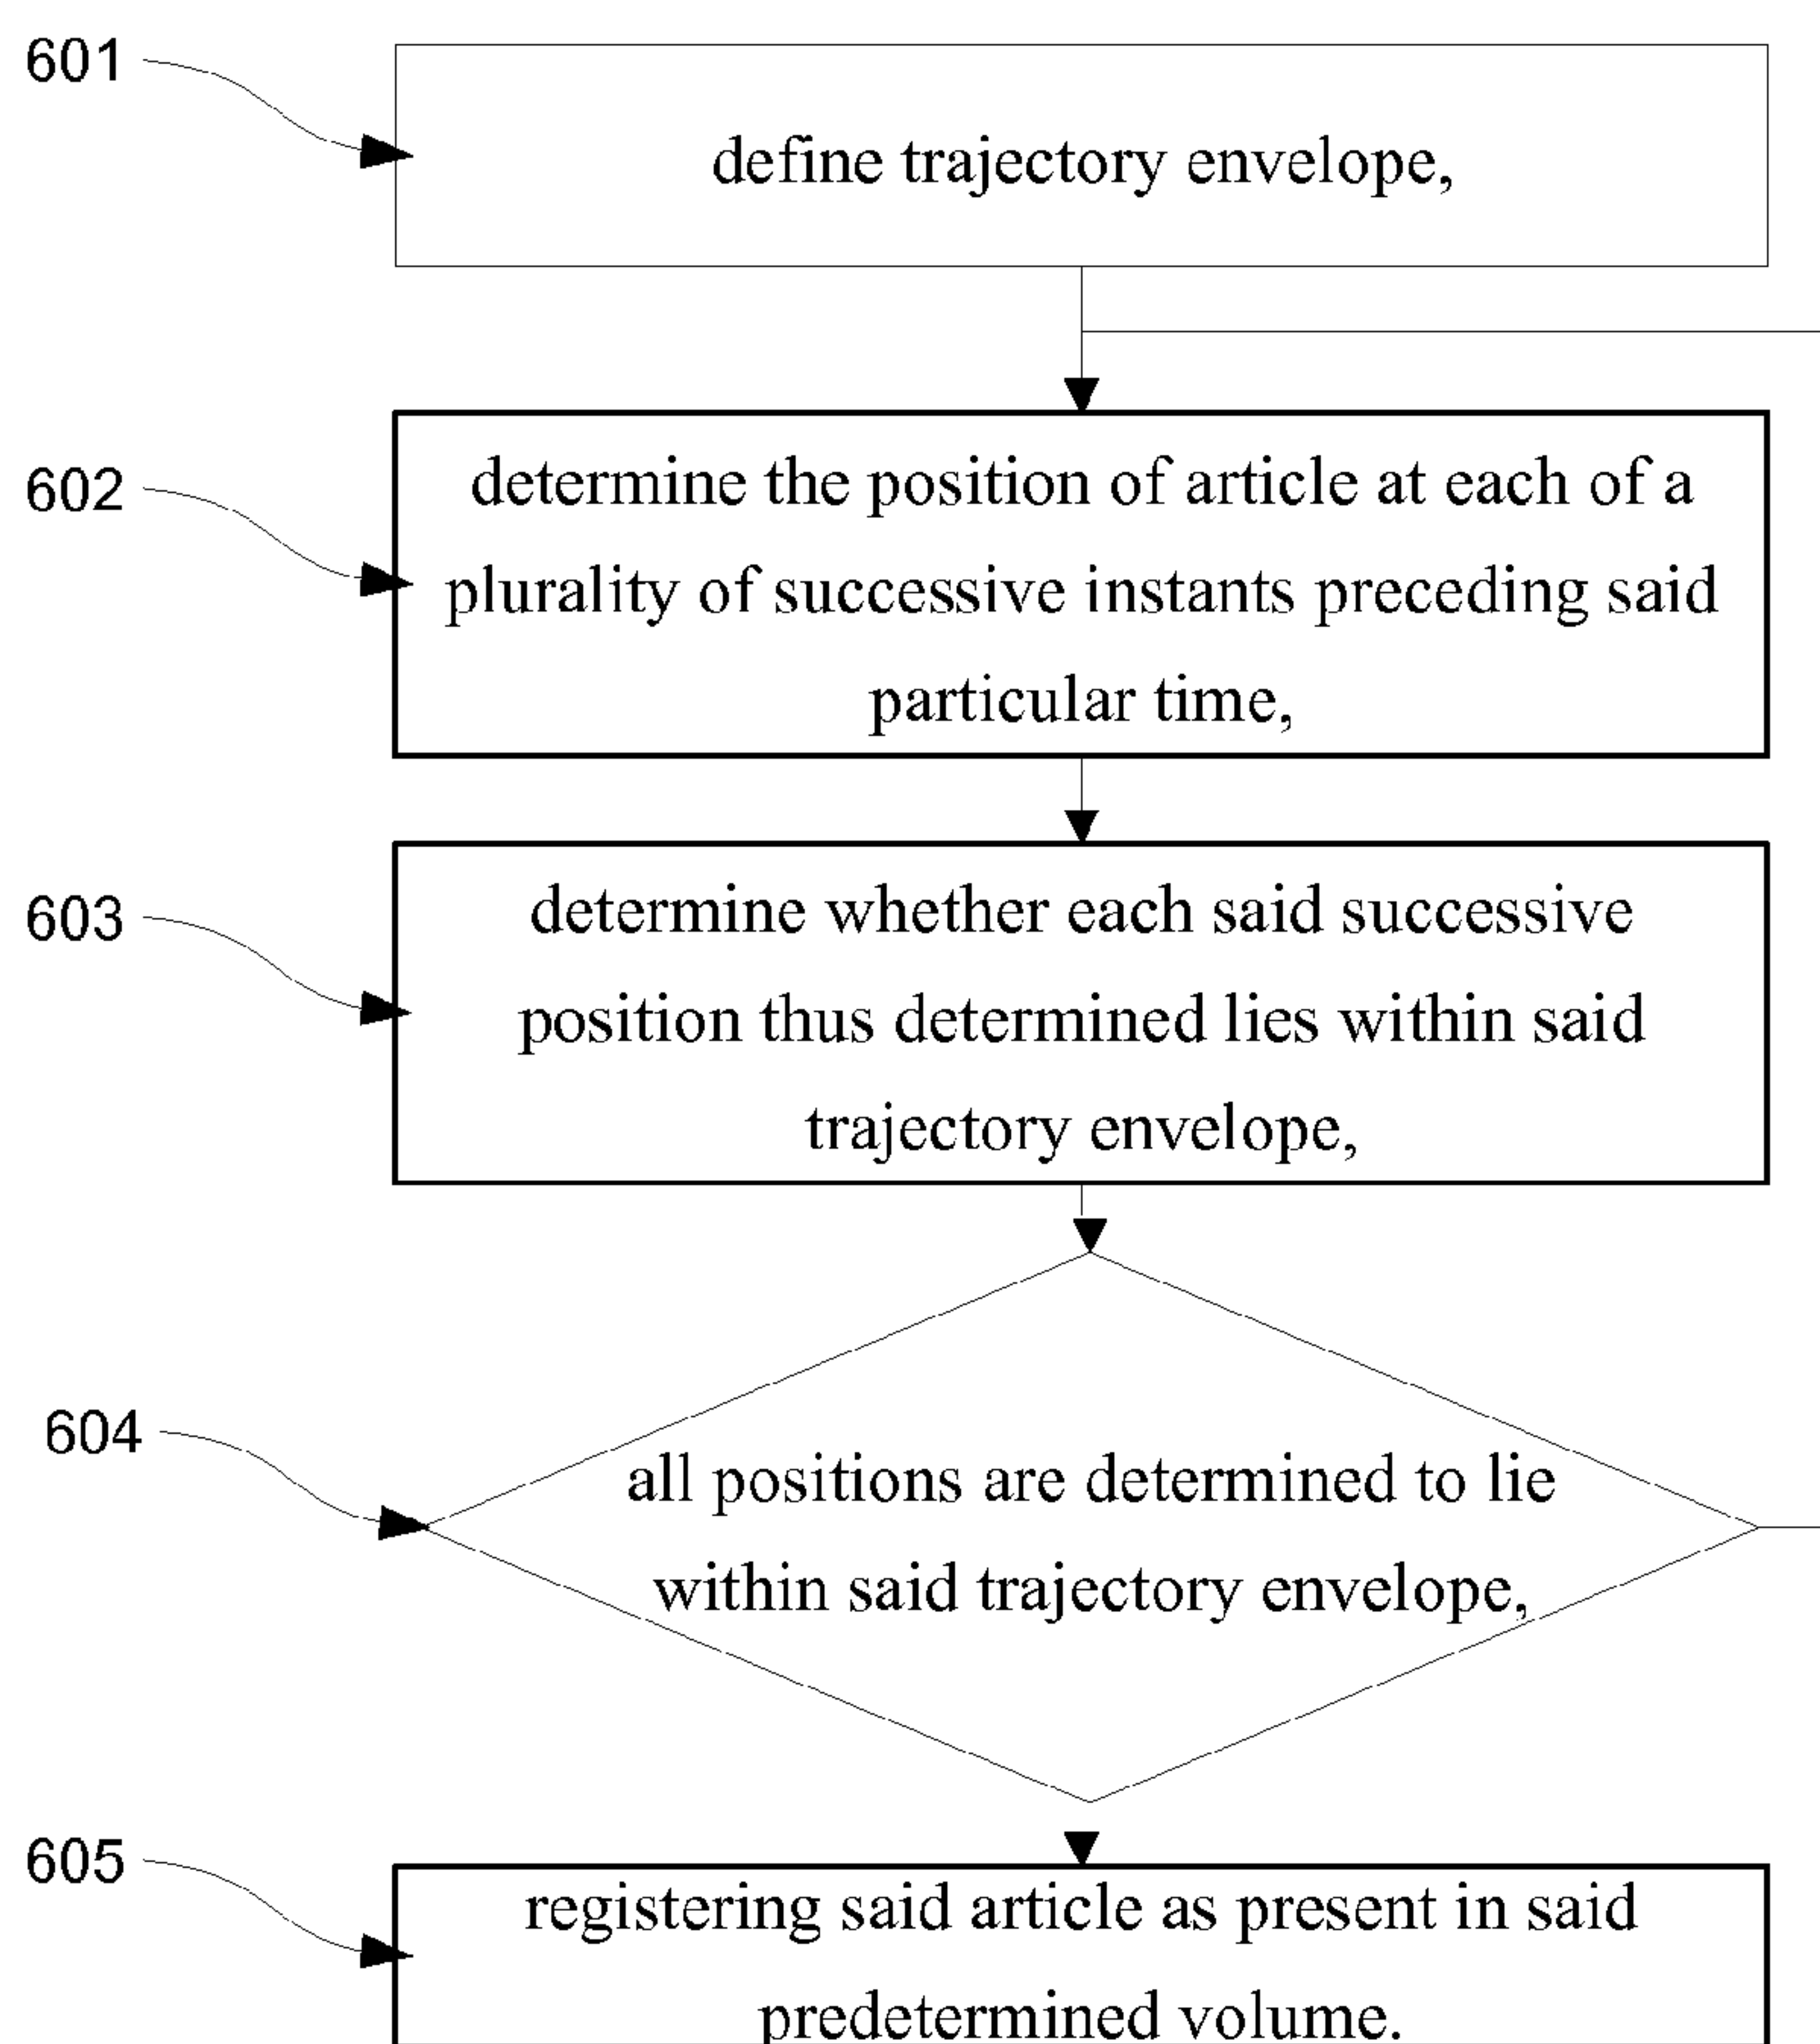 601
define trajectory envelope,
602
determine the position of article at each of a
plurality of successive instants preceding said
particular time,
603
determine whether each said successive
position thus determined lies within said
trajectory envelope,
604
all positions are determined to lie
within said trajectory envelope,
605
registering said article as present in said
predetermined volume.